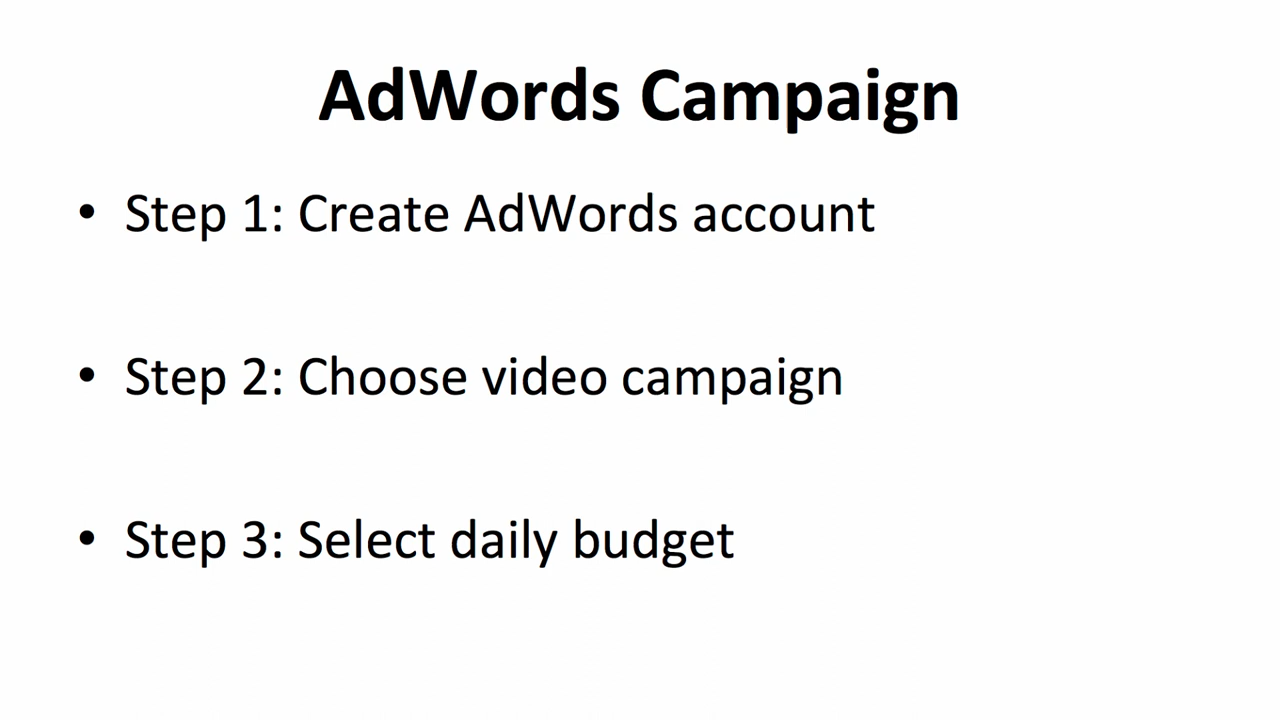 AdWords Campaign
• Step 1: Create AdWords account
• Step 2: Choose video campaign
• Step 3: Select daily budget